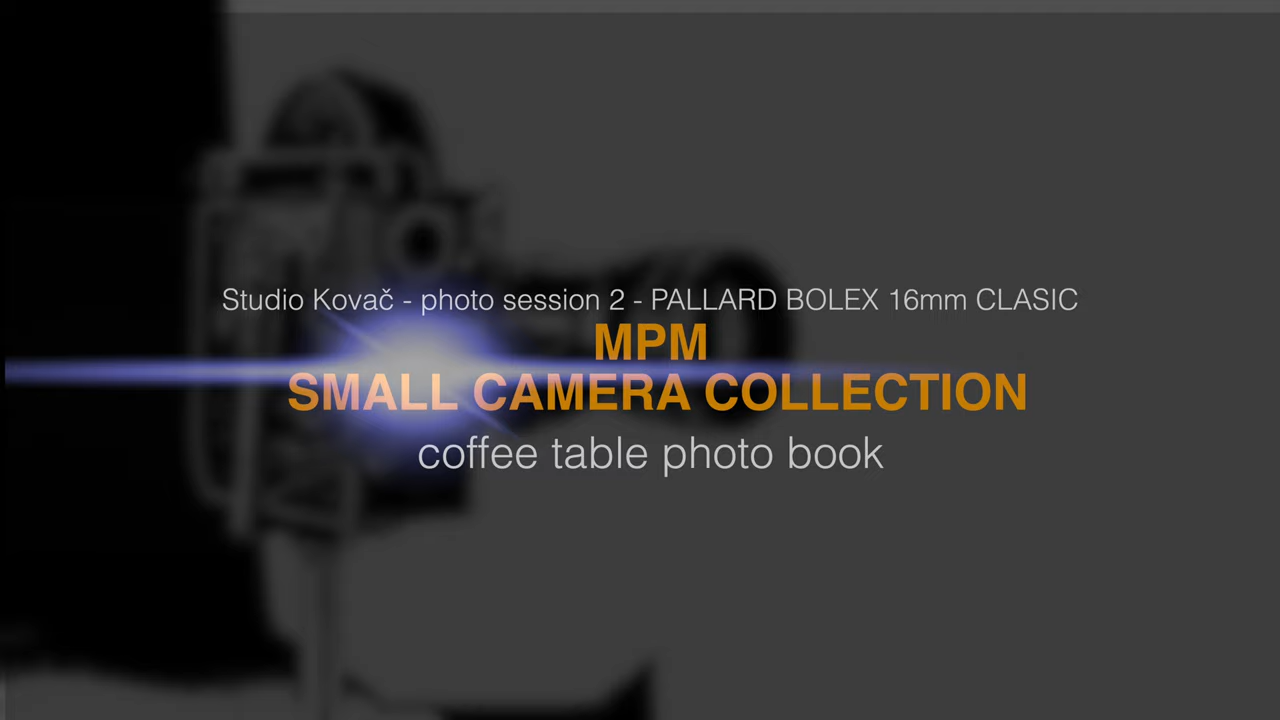 Studio Kovač - photo session 2 - PALLARD BOLEX 16mm CLASIC
MPM
SMALL CAMERA COLLECTION
coffee table photo book